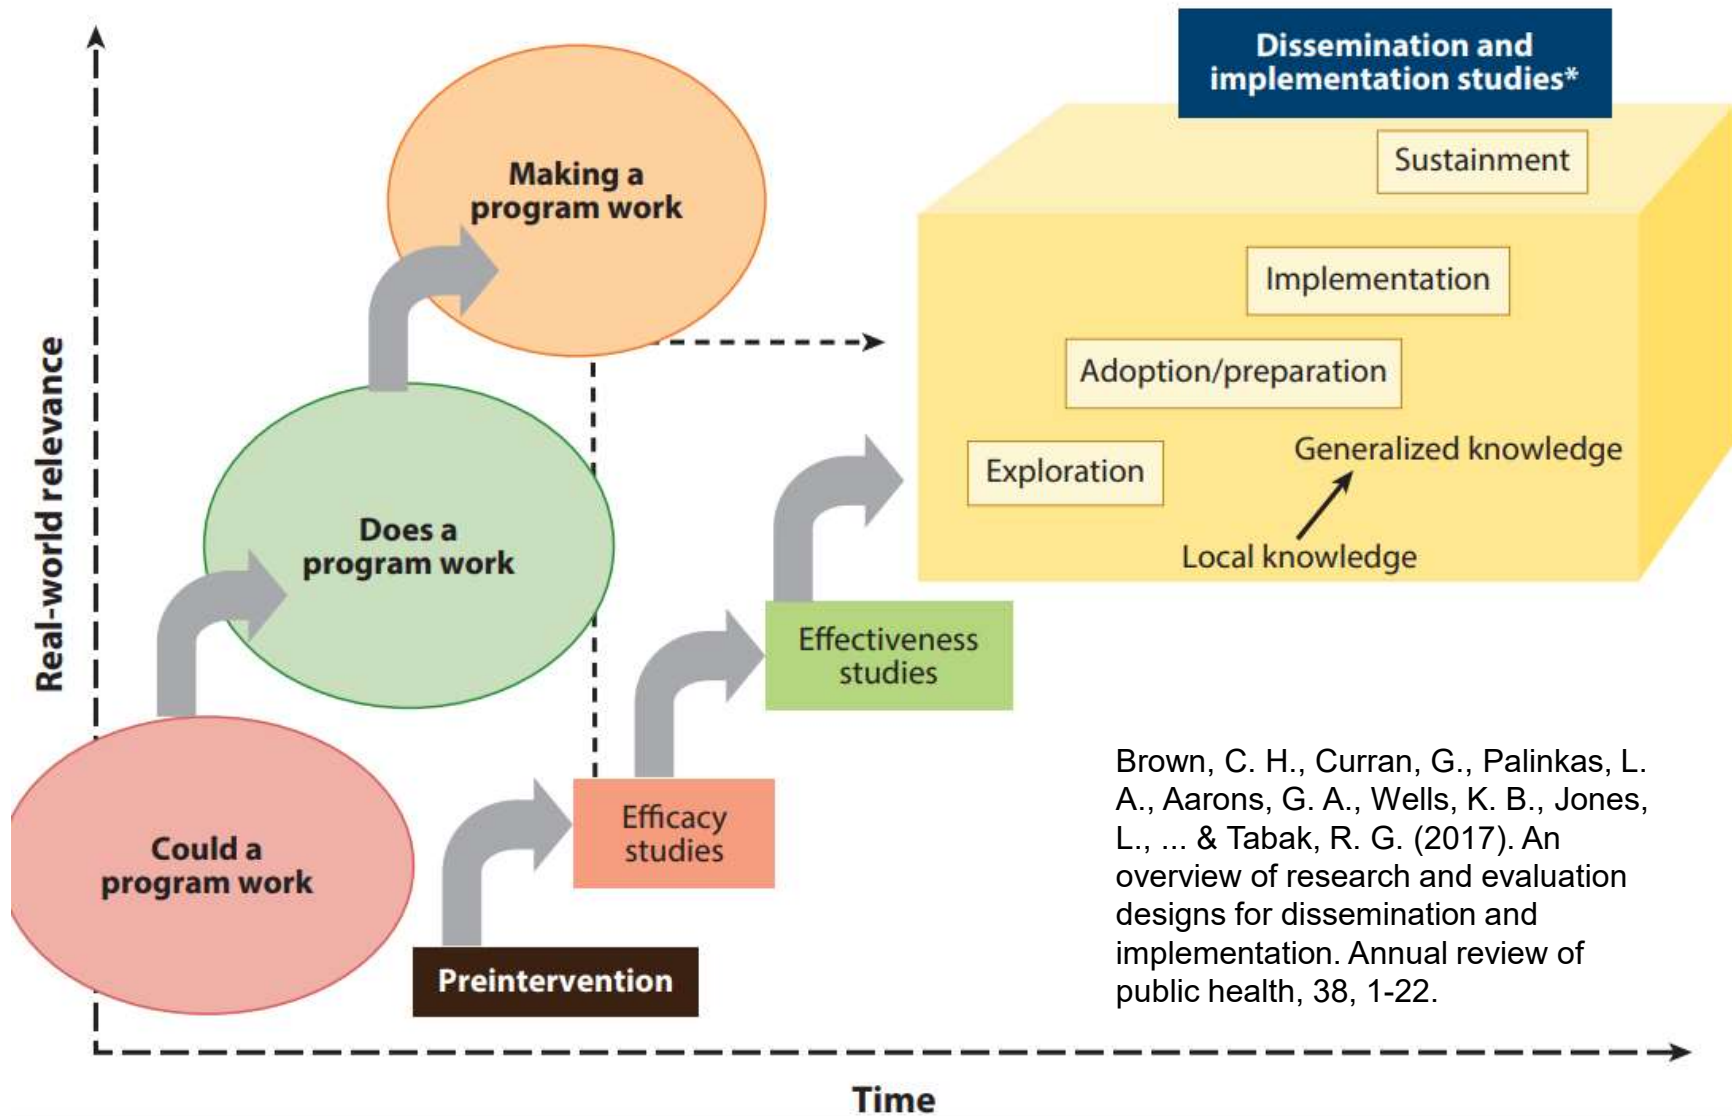 Dissemination and
implementation studies*
Sustainment
Making a
program work
Implementation
Adoption/preparation
Exploration
Generalized knowledge
Local knowledge
Real-world relevance
Does a
program work
Effectiveness
studies
Could a
program work
Efficacy
studies
Preintervention
Brown, C. H., Curran, G., Palinkas, L.
A., Aarons, G. A., Wells, K. B., Jones,
L., ... & Tabak, R. G. (2017). An
overview of research and evaluation
designs for dissemination and
implementation. Annual review of
public health, 38, 1-22.
Time